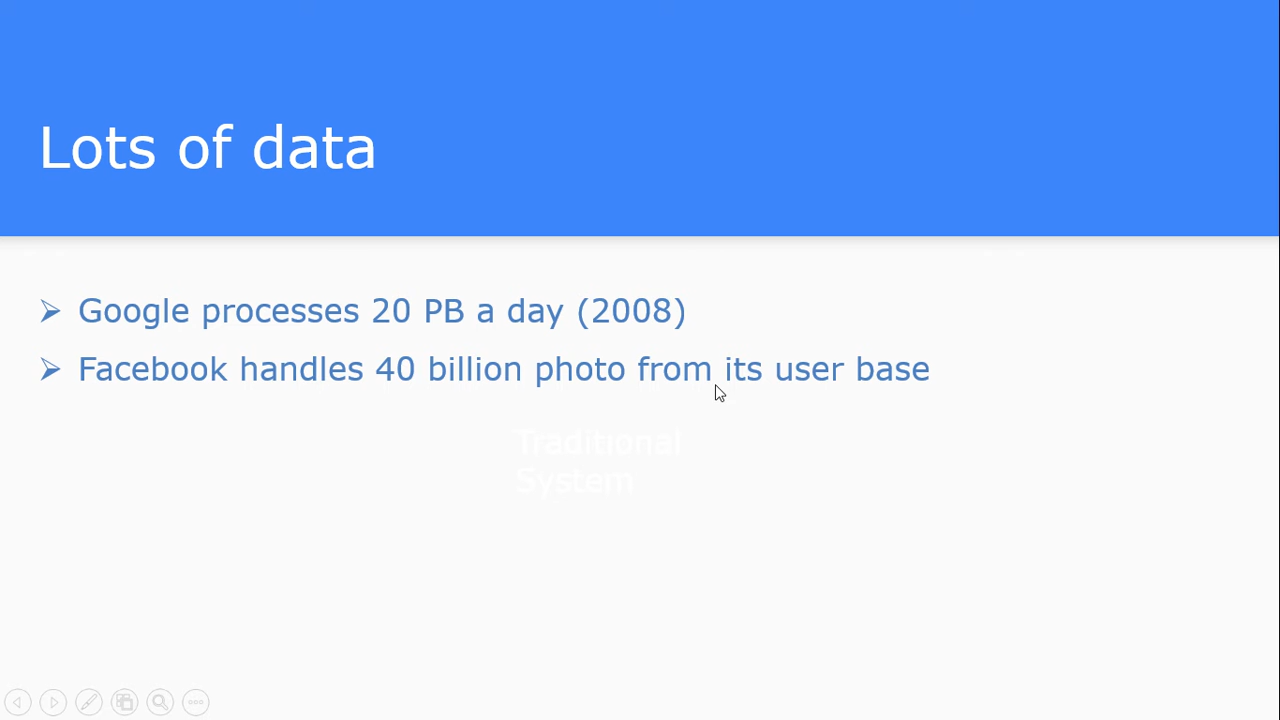 Lots of data
Google processes 20 PB a day (2008)
Facebook handles 40 billion photo from its user base
Traditional
System